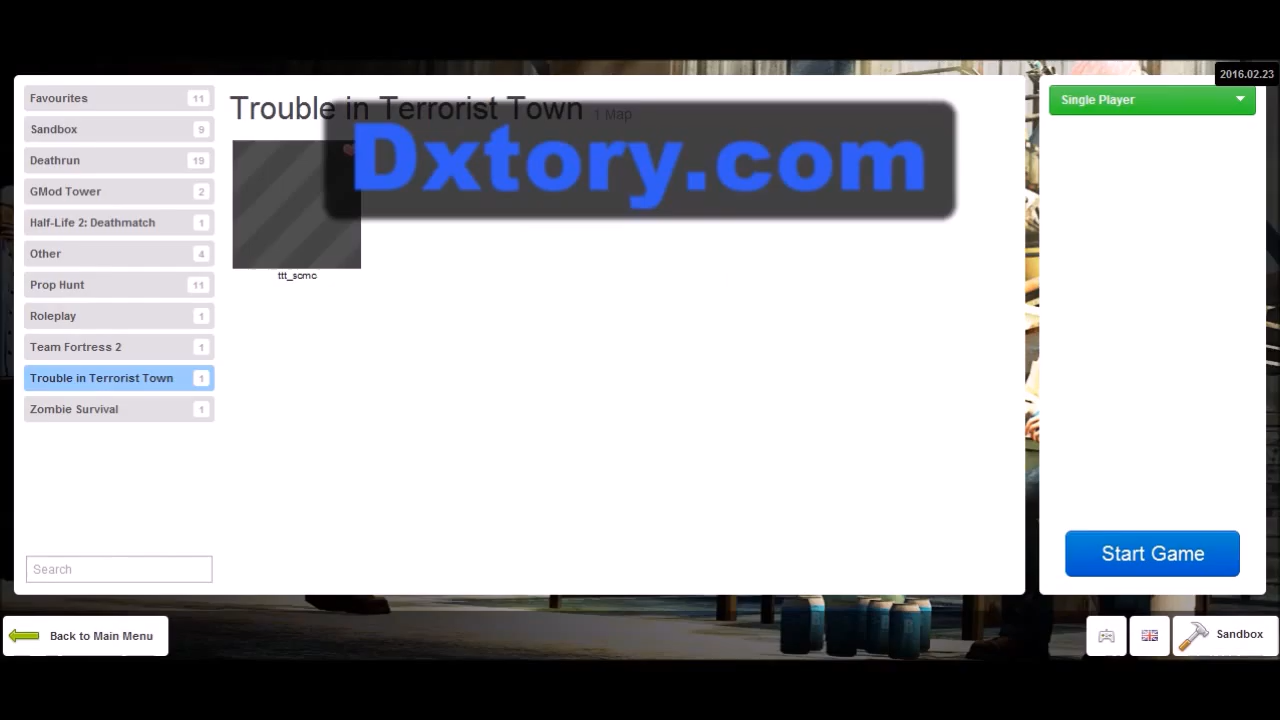 2016.02.23
Favourites 11
Sandbox 9
Deathrun 19
GMod Tower 2
Half-Life 2: Deathmatch 1
Other 4
Prop Hunt 11
Roleplay 1
Team Fortress 2 1
Trouble in Terrorist Town 1
Zombie Survival 1
Search
Trouble in Terrorist Town 1 Map
Dxtory.com
ttt_scmc
Single Player
Start Game
Back to Main Menu
Sandbox